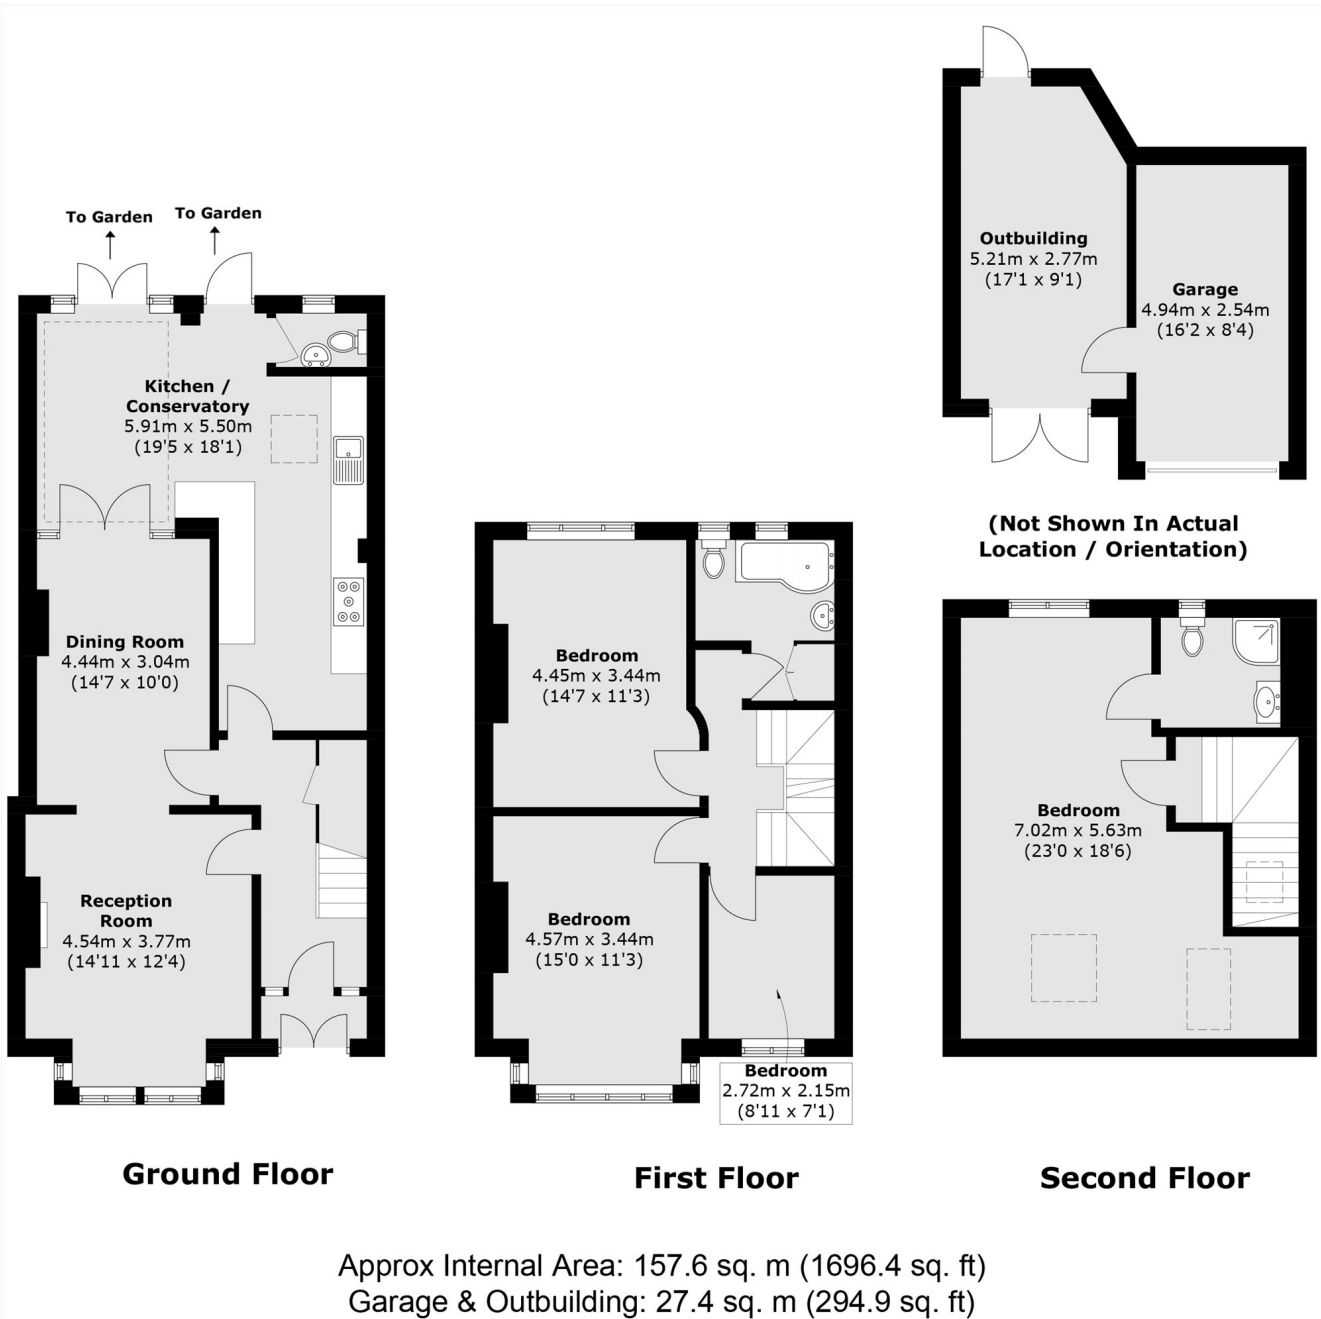 To Garden
To Garden
Kitchen /
Conservatory
5.91m x 5.50m
(19'5 x 18'1)
Dining Room
4.44m x 3.04m
(14'7 x 10'0)
Reception
Room
4.54m x 3.77m
(14'11 x 12'4)
Ground Floor
Bedroom
4.45m x 3.44m
(14'7 x 11'3)
Bedroom
4.57m x 3.44m
(15'0 x 11'3)
Bedroom
2.72m x 2.15m
(8'11 x 7'1)
First Floor
Outbuilding
5.21m x 2.77m
(17'1 x 9'1)
Garage
4.94m x 2.54m
(16'2 x 8'4)
(Not Shown In Actual
Location / Orientation)
Bedroom
7.02m x 5.63m
(23'0 x 18'6)
Second Floor
Approx Internal Area: 157.6 sq. m (1696.4 sq. ft)
Garage & Outbuilding: 27.4 sq. m (294.9 sq. ft)